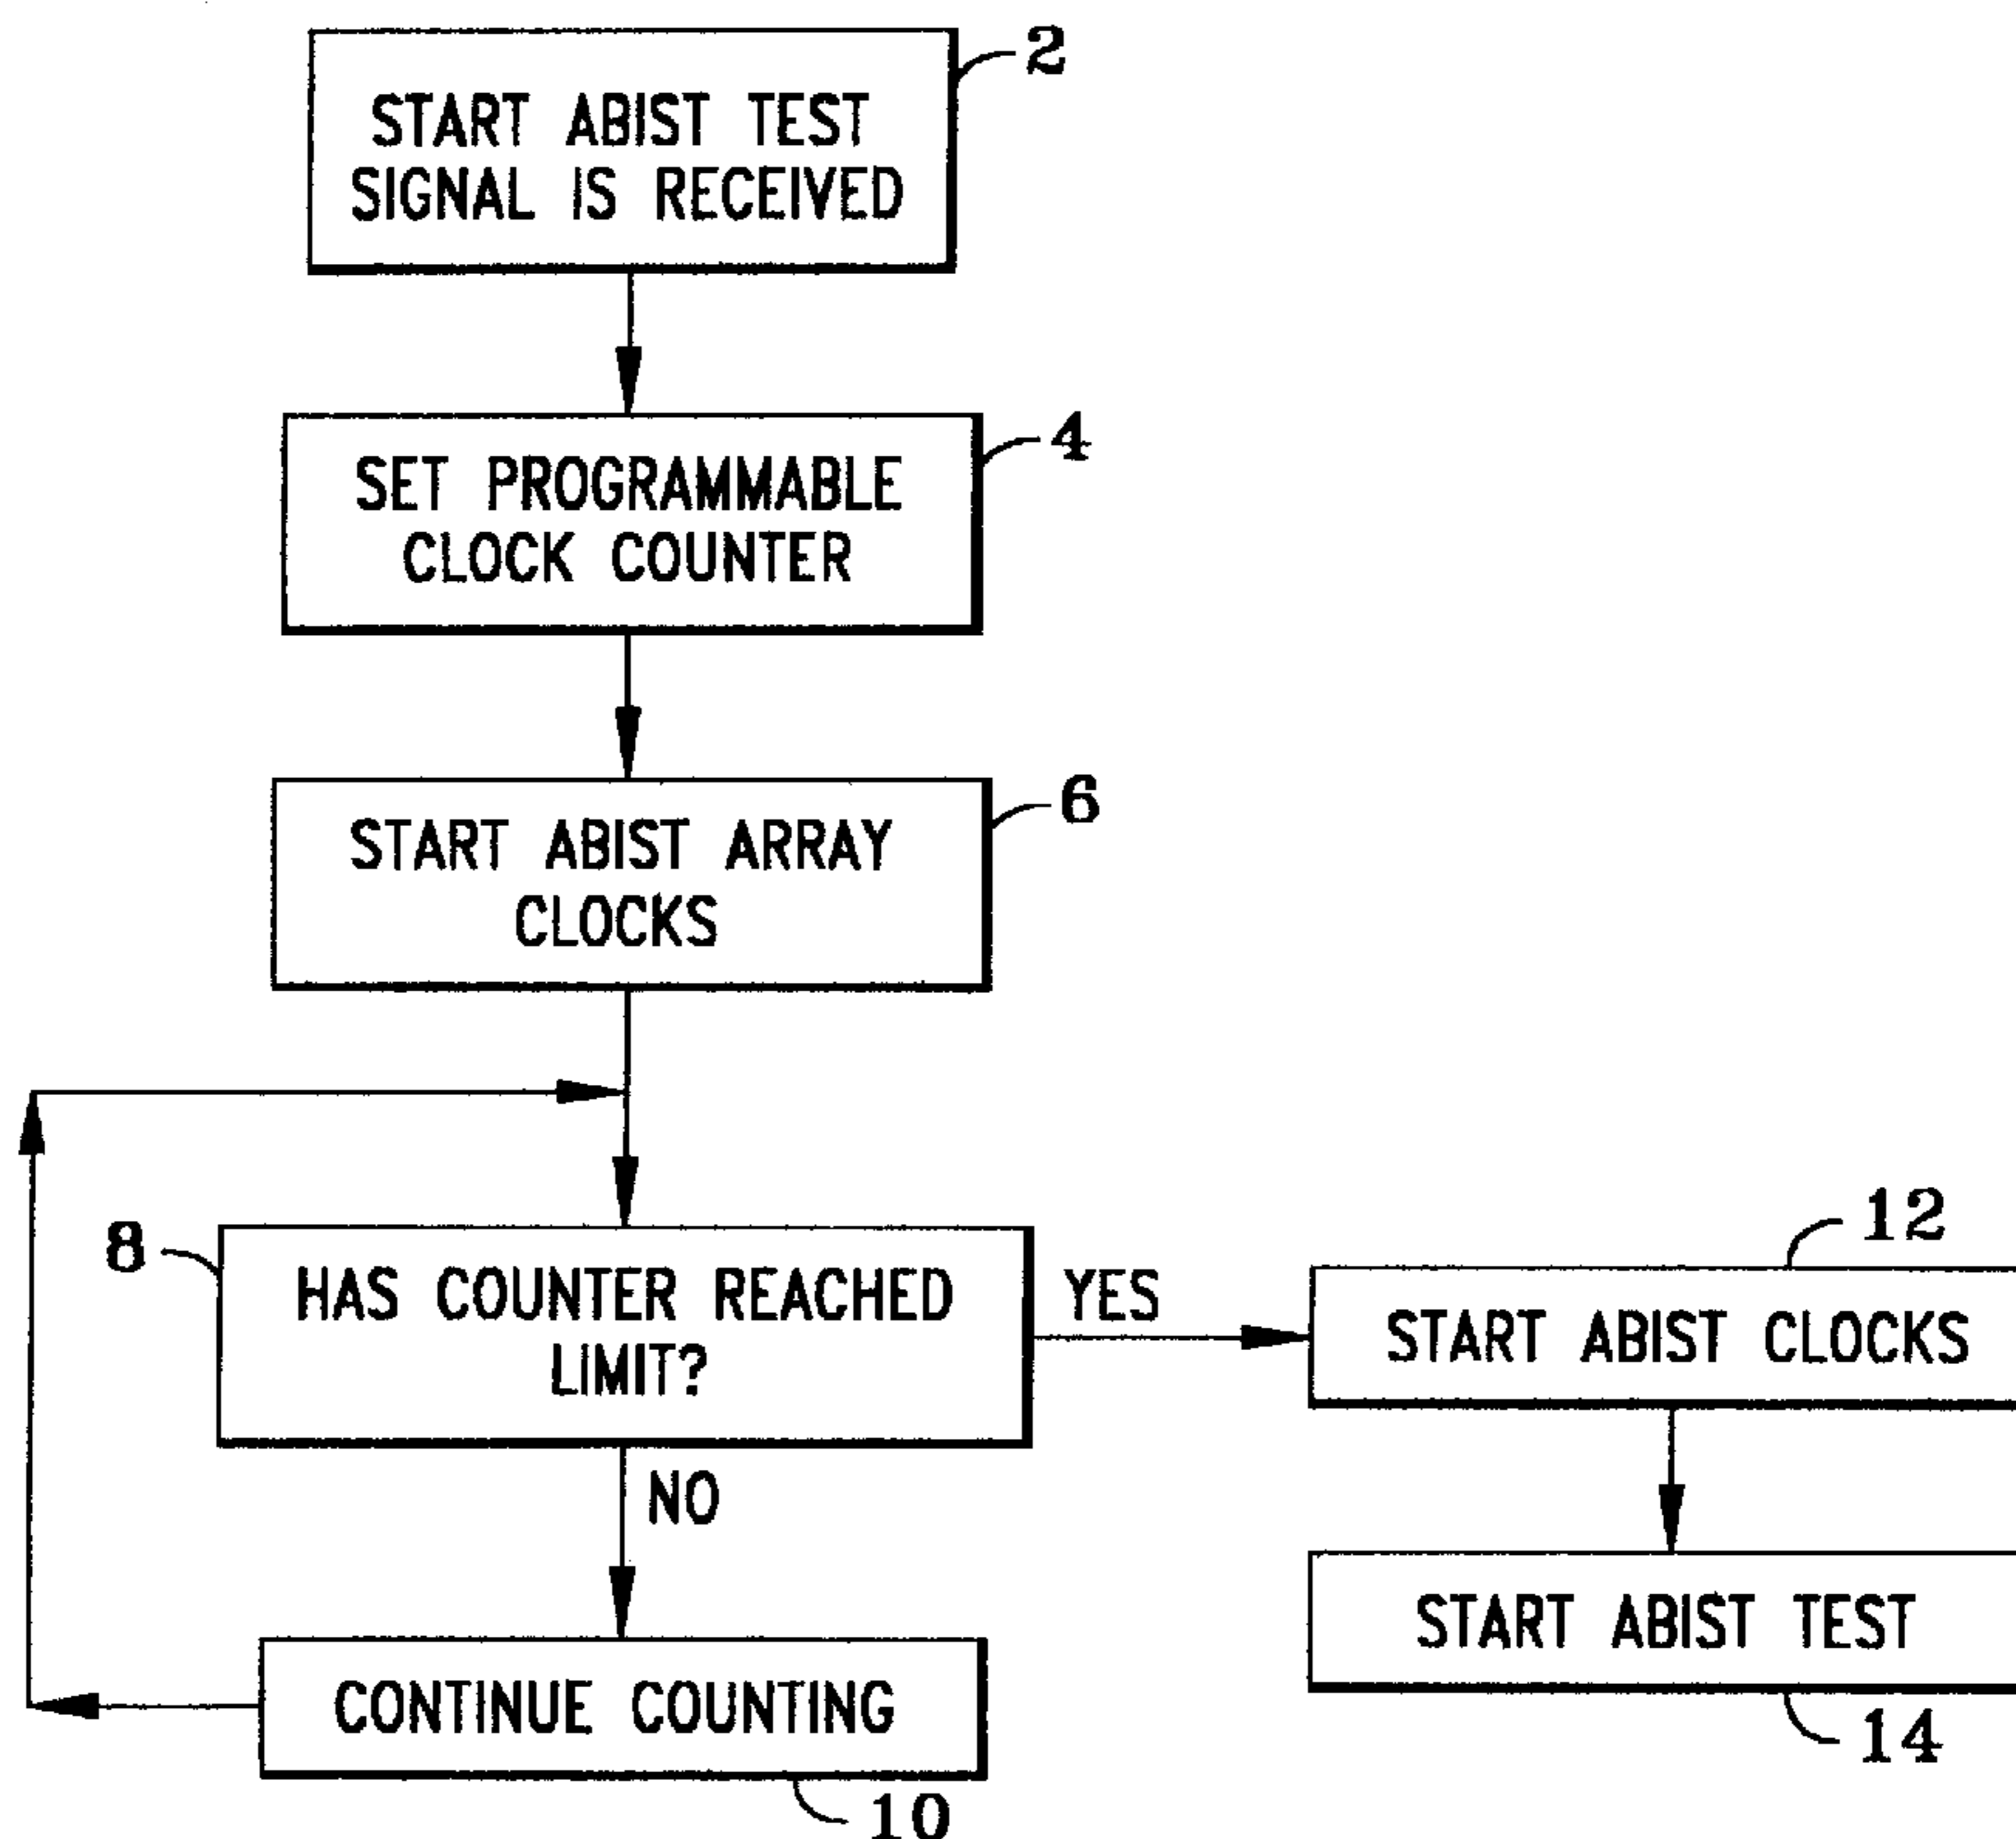 2
START ABIST TEST
SIGNAL IS RECEIVED
4
SET PROGRAMMABLE
CLOCK COUNTER
6
START ABIST ARRAY
CLOCKS
8
HAS COUNTER REACHED
LIMIT?
YES
NO
12
START ABIST CLOCKS
START ABIST TEST
14
CONTINUE COUNTING
10